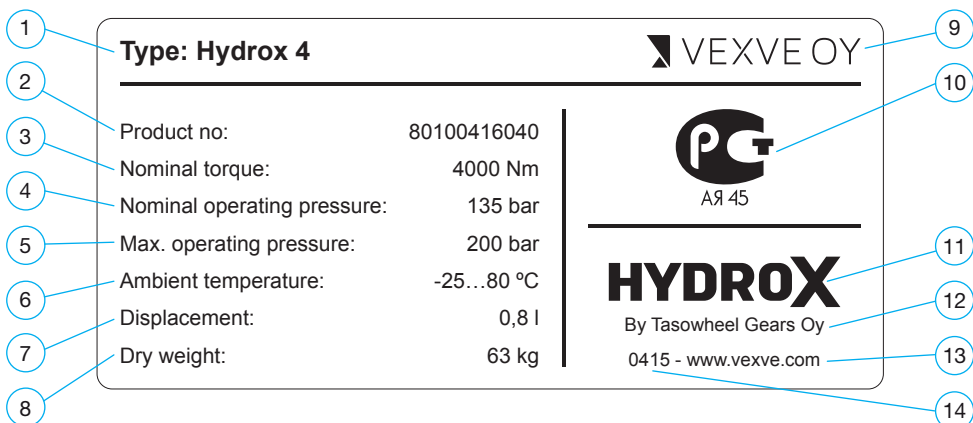 1
Type: Hydrox 4
VEXVE OY
9
2
10
Product no: 80100416040
3
Nominal torque: 4000 Nm
4
Nominal operating pressure: 135 bar
PCT
АЯ 45
5
Max. operating pressure: 200 bar
6
Ambient temperature: -25…80 ºC
HYDROX
11
7
Displacement: 0,8 l
By Tasowheel Gears Oy
12
8
Dry weight: 63 kg
0415 - www.vexve.com
13
14